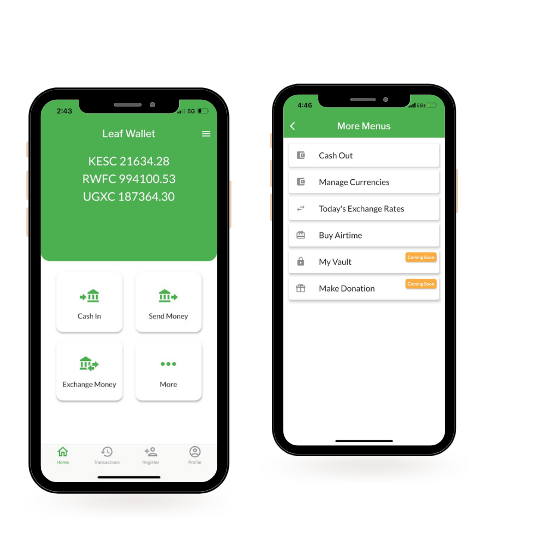 2:43
5G
Leaf Wallet
KESC 21634.28
RWFC 994100.53
UGXC 187364.30
Cash In
Send Money
Exchange Money
More
Home
Transactions
Register
Profile
4:46
More Menus
Cash Out
Manage Currencies
Today's Exchange Rates
Buy Airtime
My Vault
Coming Soon
Make Donation
Coming Soon